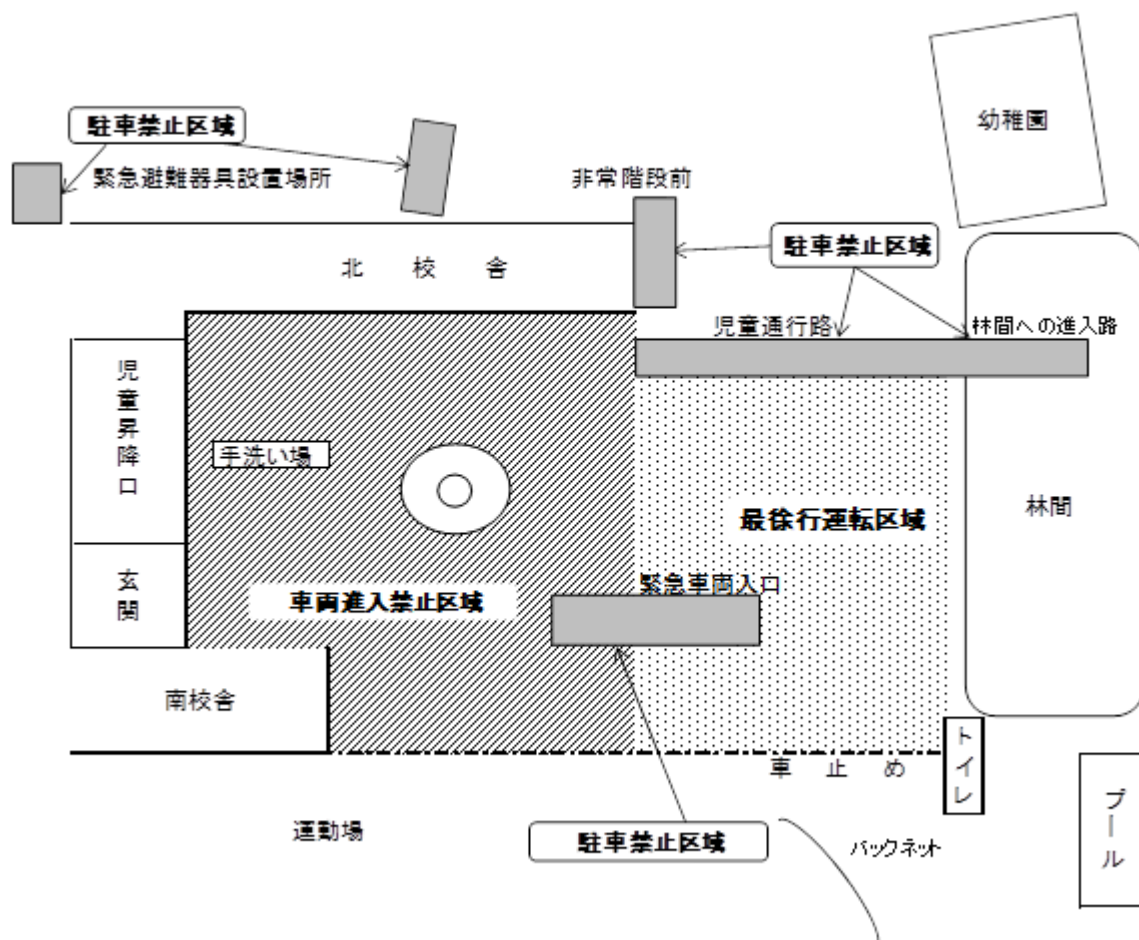 幼稚園
駐車禁止区域
緊急避難器具設置場所
非常階段前
駐車禁止区域
北校舎
児童通行路
林間への進入路
児童昇降口
手洗い場
最徐行運転区域
林間
緊急車両入口
玄関
車両進入禁止区域
南校舎
トイレ
車止め
プール
運動場
駐車禁止区域
バックネット